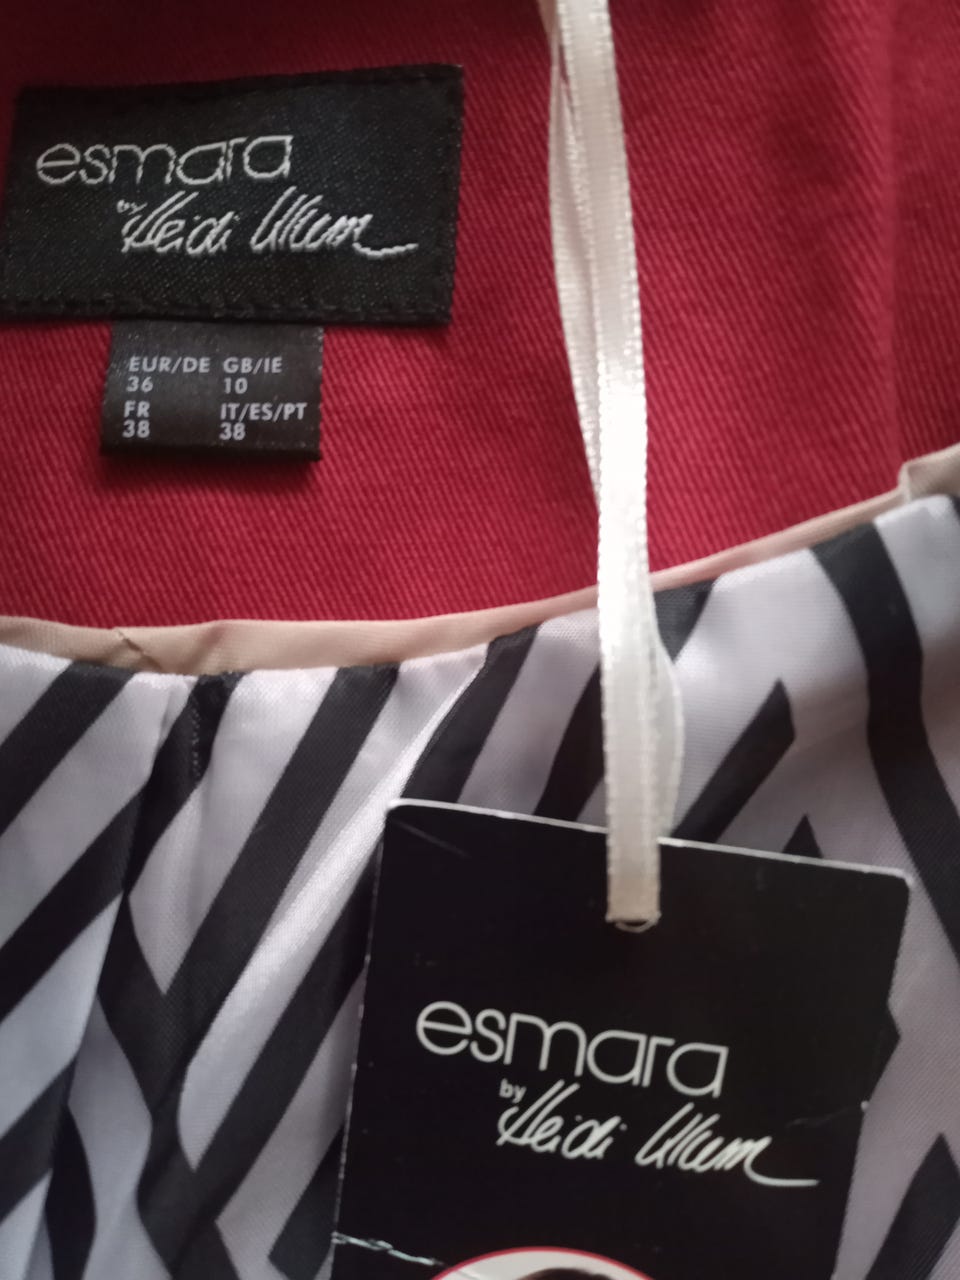 esmara
by Heidi Klum
EUR/DE GB/IE
36 10
FR IT/ES/PT
38 38
esmara
by Heidi Klum